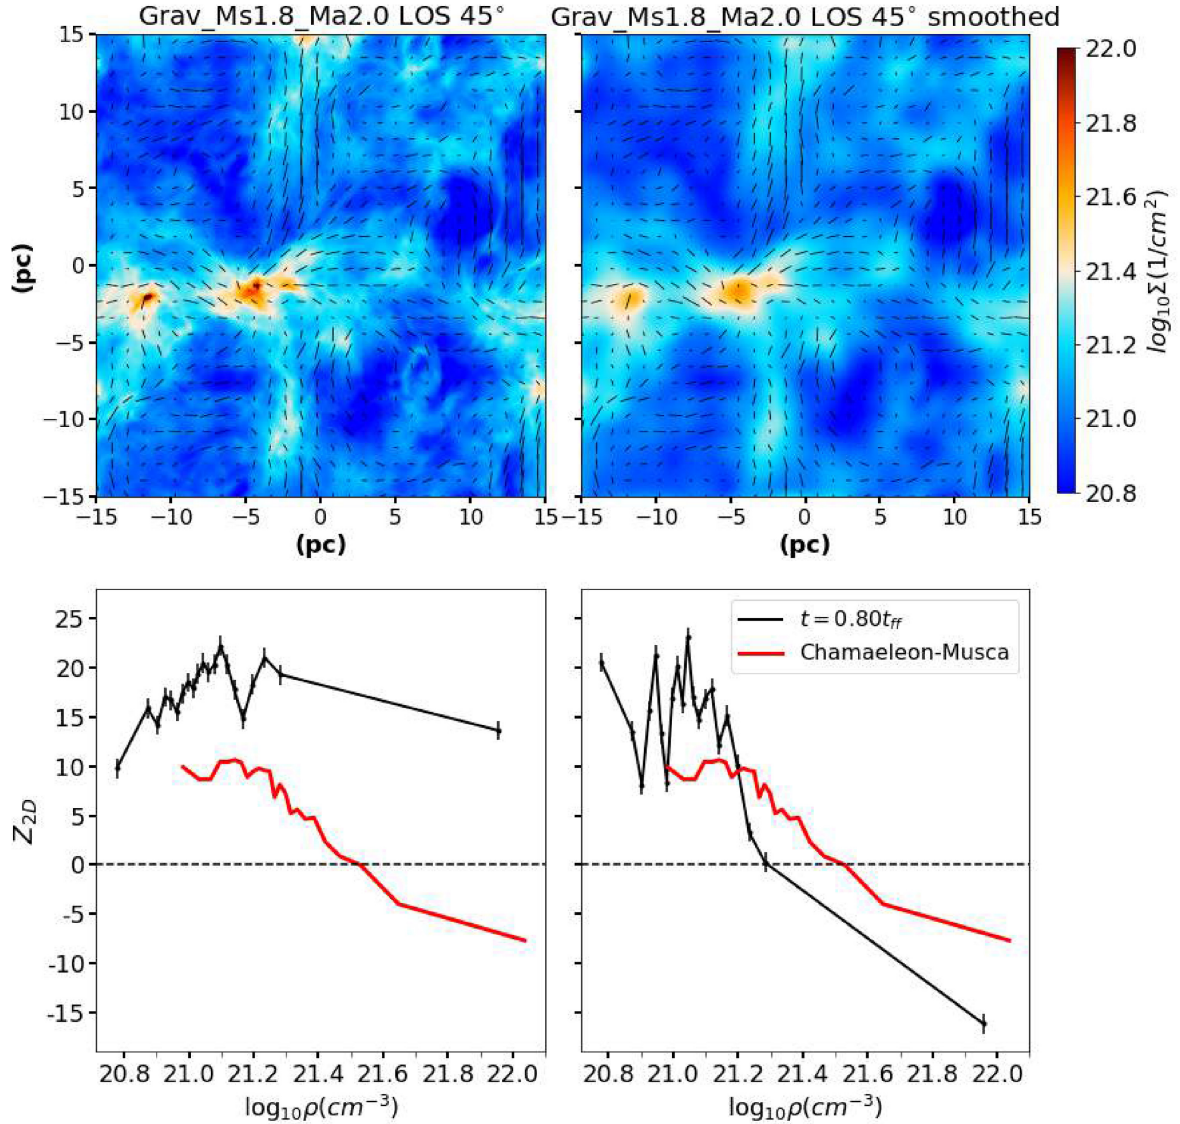 Grav_Ms1.8_Ma2.0 LOS 45°
Grav_Ms1.8_Ma2.0 LOS 45° smoothed
15
10
5
0
−5
−10
−15
(pc)
−15 −10 −5 0 5 10 15
(pc)
−15 −10 −5 0 5 10 15
(pc)
22.0
21.8
21.6
21.4
21.2
21.0
20.8
log₁₀Σ(1/cm²)
25
20
15
10
5
0
-5
-10
-15
Z₂D
20.8 21.0 21.2 21.4 21.6 21.8 22.0
log₁₀ρ(cm⁻³)
t = 0.80t_ff
Chamaeleon-Musca
20.8 21.0 21.2 21.4 21.6 21.8 22.0
log₁₀ρ(cm⁻³)